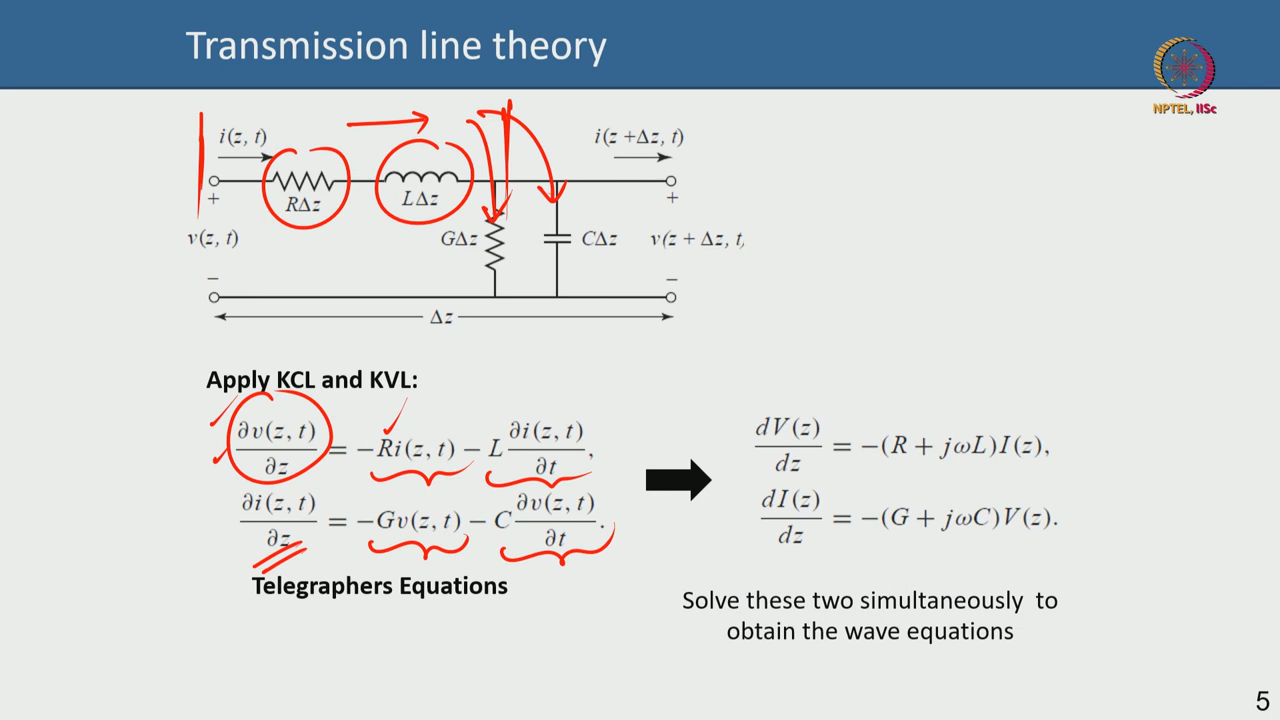 Transmission line theory
NPTEL, IISc
i(z, t)
i(z +Δz, t)
+
RΔz
LΔz
+
v(z, t)
GΔz
CΔz
v(z + Δz, t,
−
−
Δz
Apply KCL and KVL:
∂v(z, t)/∂z = −Ri(z, t) − L ∂i(z, t)/∂t,
∂i(z, t)/∂z = −Gv(z, t) − C ∂v(z, t)/∂t.
Telegraphers Equations
dV(z)/dz = −(R + jωL)I(z),
dI(z)/dz = −(G + jωC)V(z).
Solve these two simultaneously to
obtain the wave equations
5